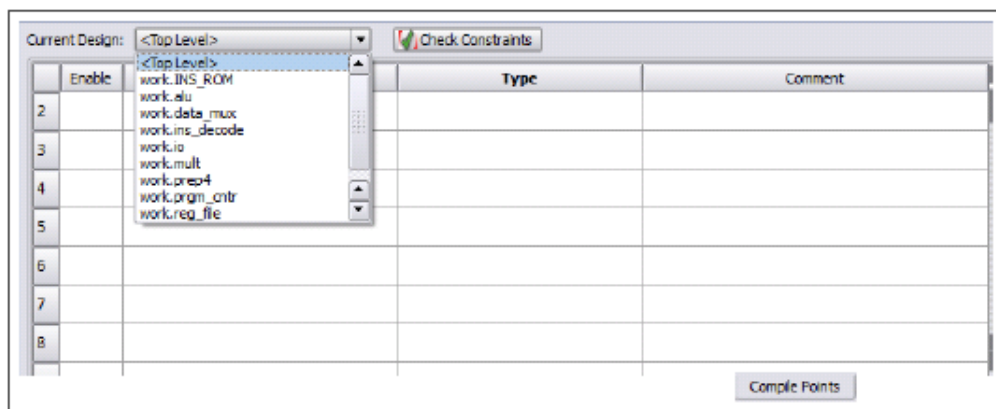 Current Design: <Top Level> Check Constraints
<Top Level>
Enable Type Comment
work.INS_ROM
work.alu
2
work.data_mux
work.ins_decode
3
work.io
work.mult
4
work.prep4
work.prgm_cntr
work.reg_file
5
6
7
8
Compile Points